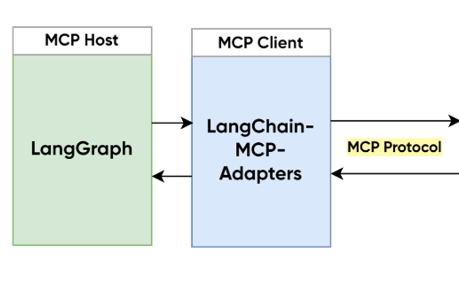 MCP Host
MCP Client
LangGraph
LangChain-
MCP-
Adapters
MCP Protocol